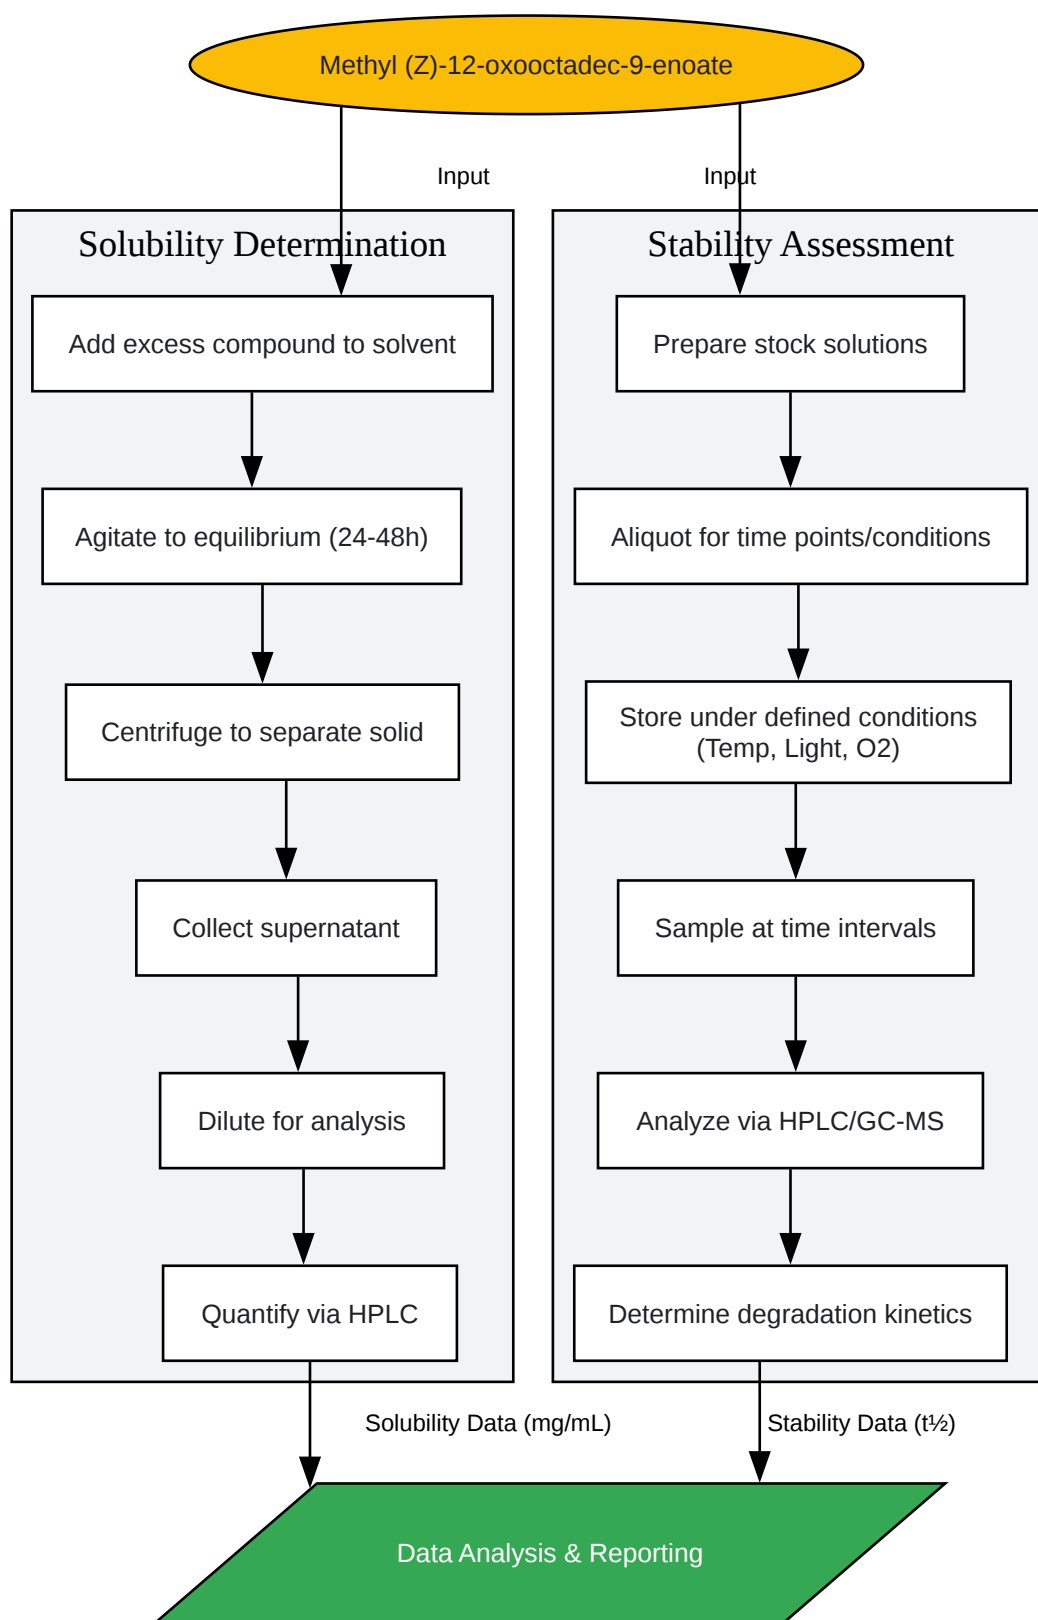 Methyl (Z)-12-oxooctadec-9-enoate
Input
Input
Solubility Determination
Add excess compound to solvent
Agitate to equilibrium (24-48h)
Centrifuge to separate solid
Collect supernatant
Dilute for analysis
Quantify via HPLC
Solubility Data (mg/mL)
Stability Assessment
Prepare stock solutions
Aliquot for time points/conditions
Store under defined conditions
(Temp, Light, O2)
Sample at time intervals
Analyze via HPLC/GC-MS
Determine degradation kinetics
Stability Data (t½)
Data Analysis & Reporting